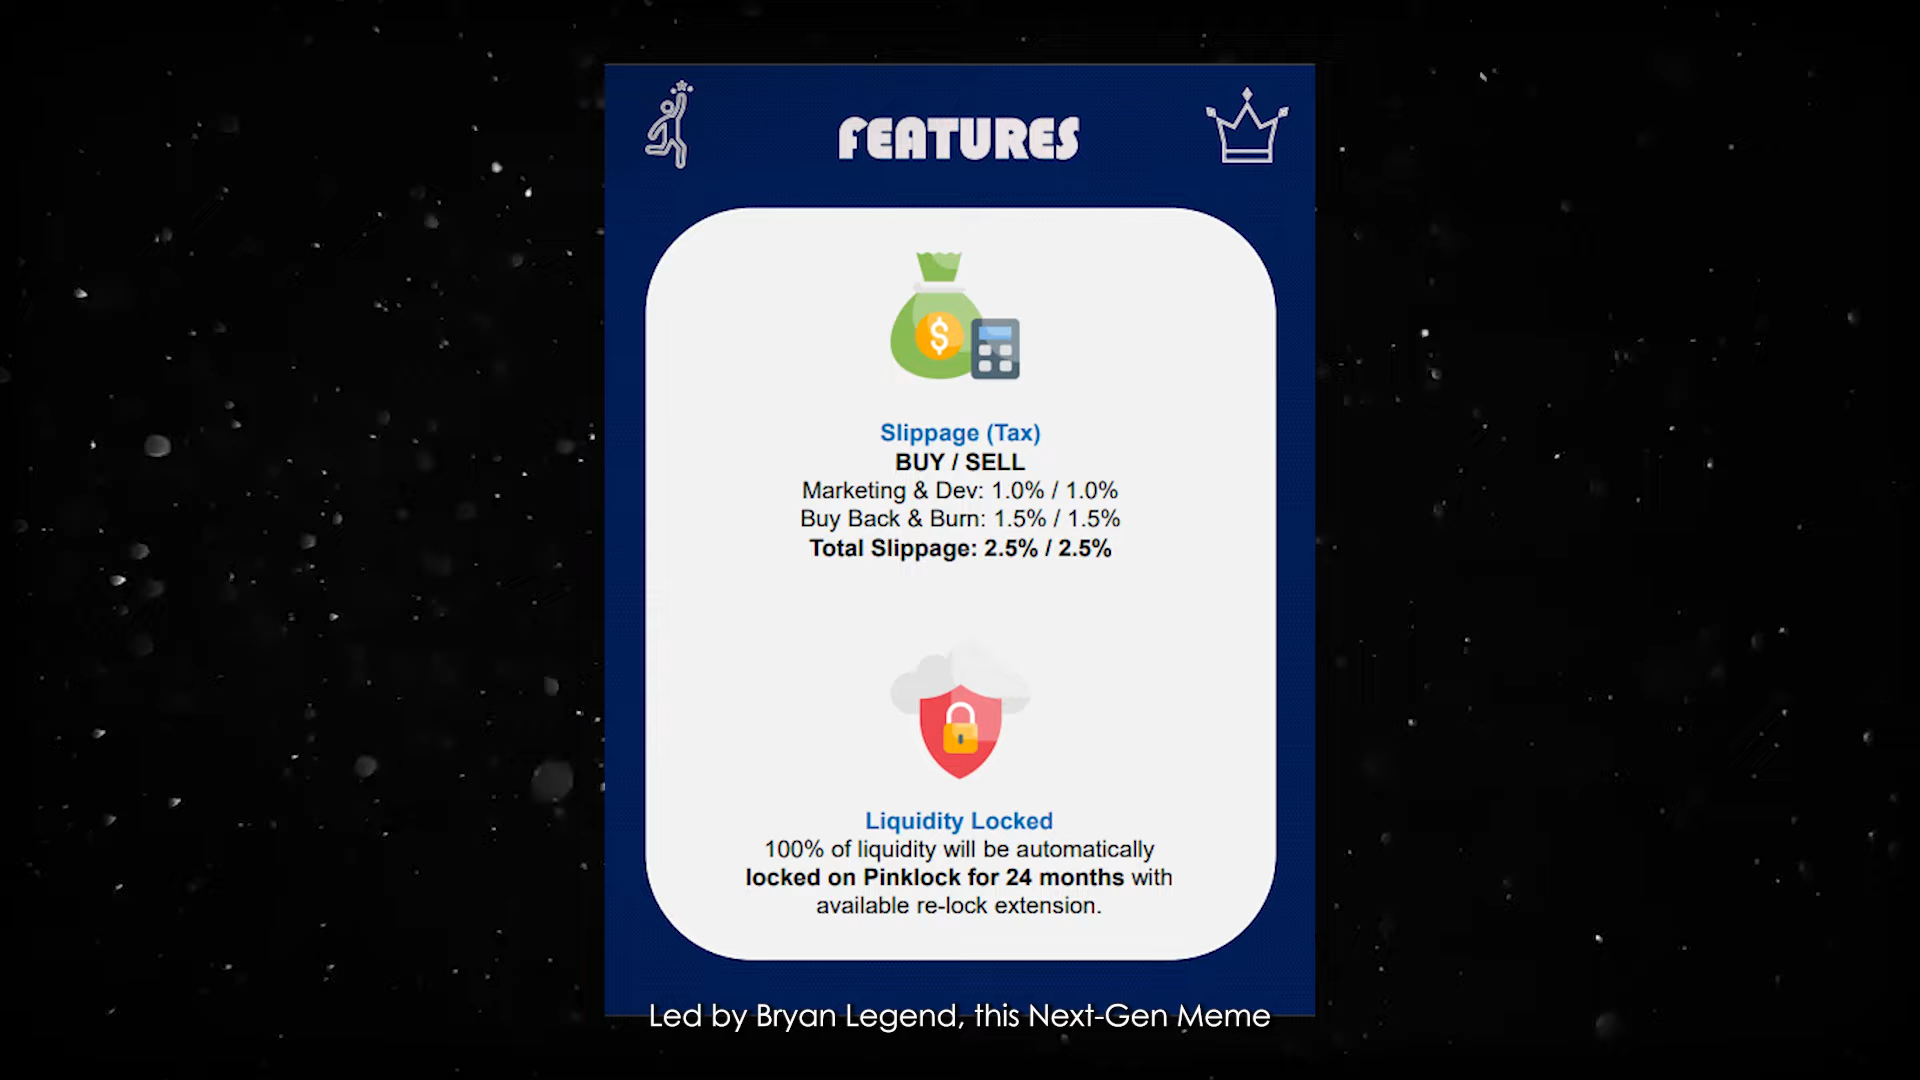 FEATURES
Slippage (Tax)
BUY / SELL
Marketing & Dev: 1.0% / 1.0%
Buy Back & Burn: 1.5% / 1.5%
Total Slippage: 2.5% / 2.5%
Liquidity Locked
100% of liquidity will be automatically
locked on Pinklock for 24 months with
available re-lock extension.
Led by Bryan Legend, this Next-Gen Meme